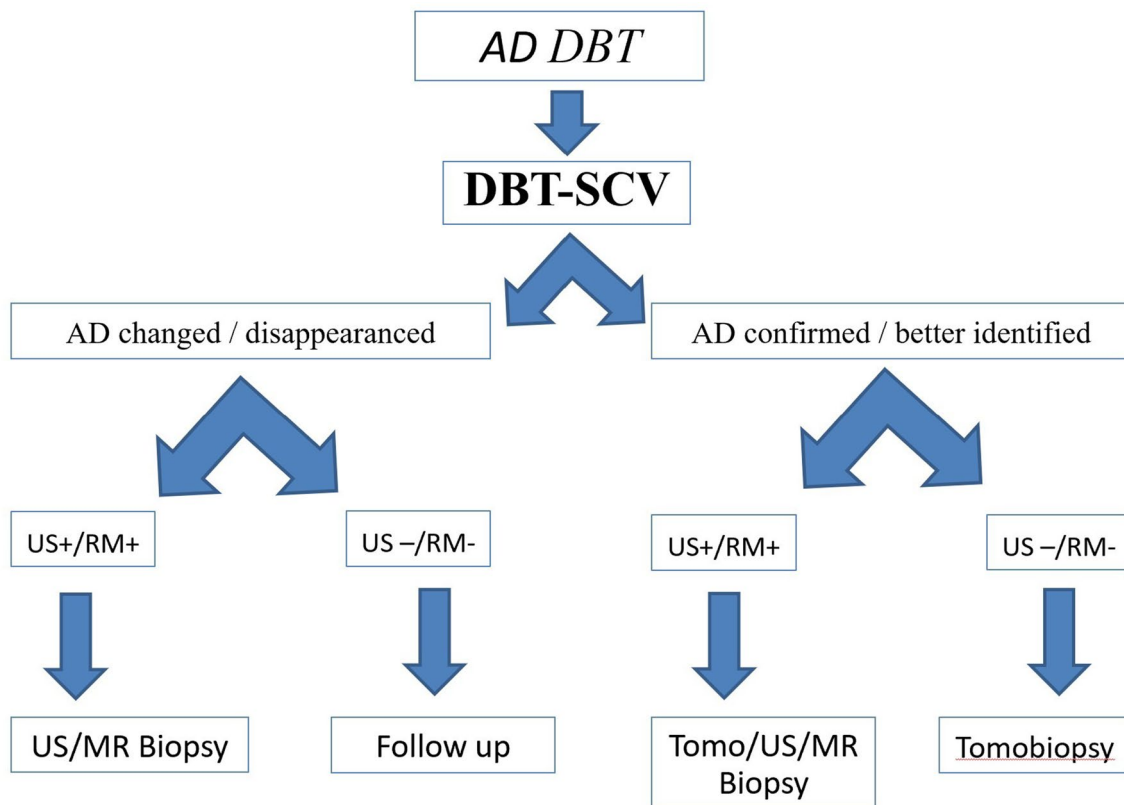 AD DBT
DBT-SCV
AD changed / disappearanced
AD confirmed / better identified
US+/RM+
US –/RM-
US+/RM+
US –/RM-
US/MR Biopsy
Follow up
Tomo/US/MR
Biopsy
Tomobiopsy